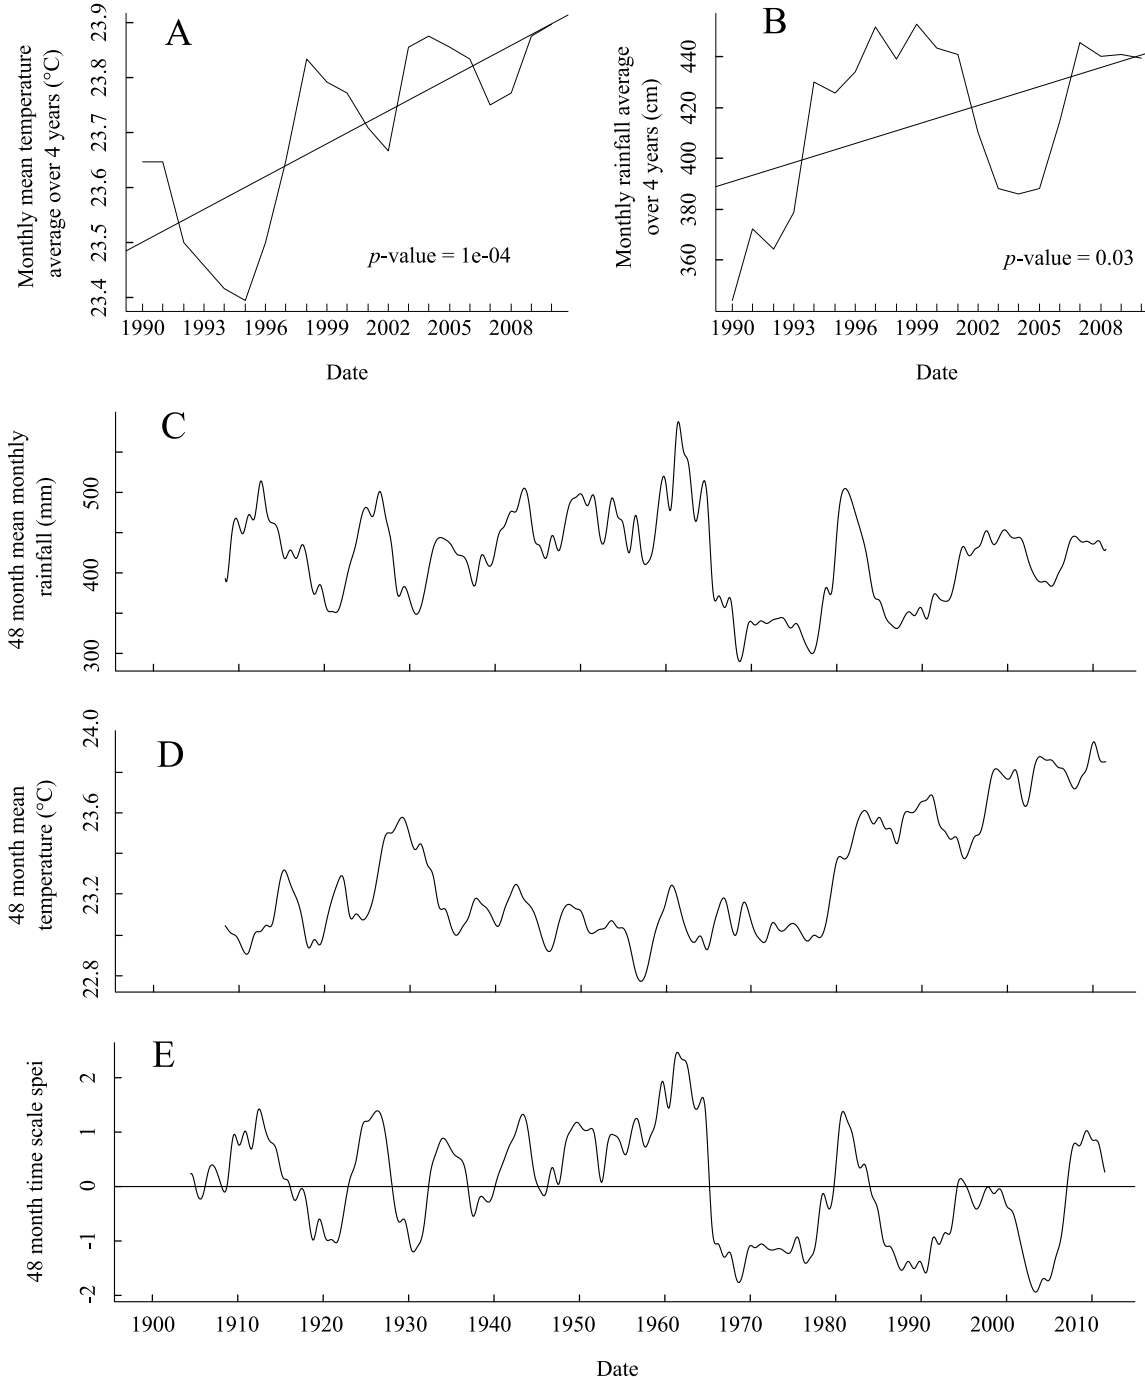 A
Monthly mean temperature
average over 4 years (°C)
23.9
23.8
23.7
23.6
23.5
23.4
p-value = 1e-04
1990 1993 1996 1999 2002 2005 2008
Date
B
Monthly rainfall average
over 4 years (cm)
440
420
400
380
360
p-value = 0.03
1990 1993 1996 1999 2002 2005 2008
Date
C
48 month mean monthly
rainfall (mm)
500
400
300
D
48 month mean
temperature (°C)
24.0
23.6
23.2
22.8
E
48 month time scale spei
2
1
0
-1
-2
1900 1910 1920 1930 1940 1950 1960 1970 1980 1990 2000 2010
Date